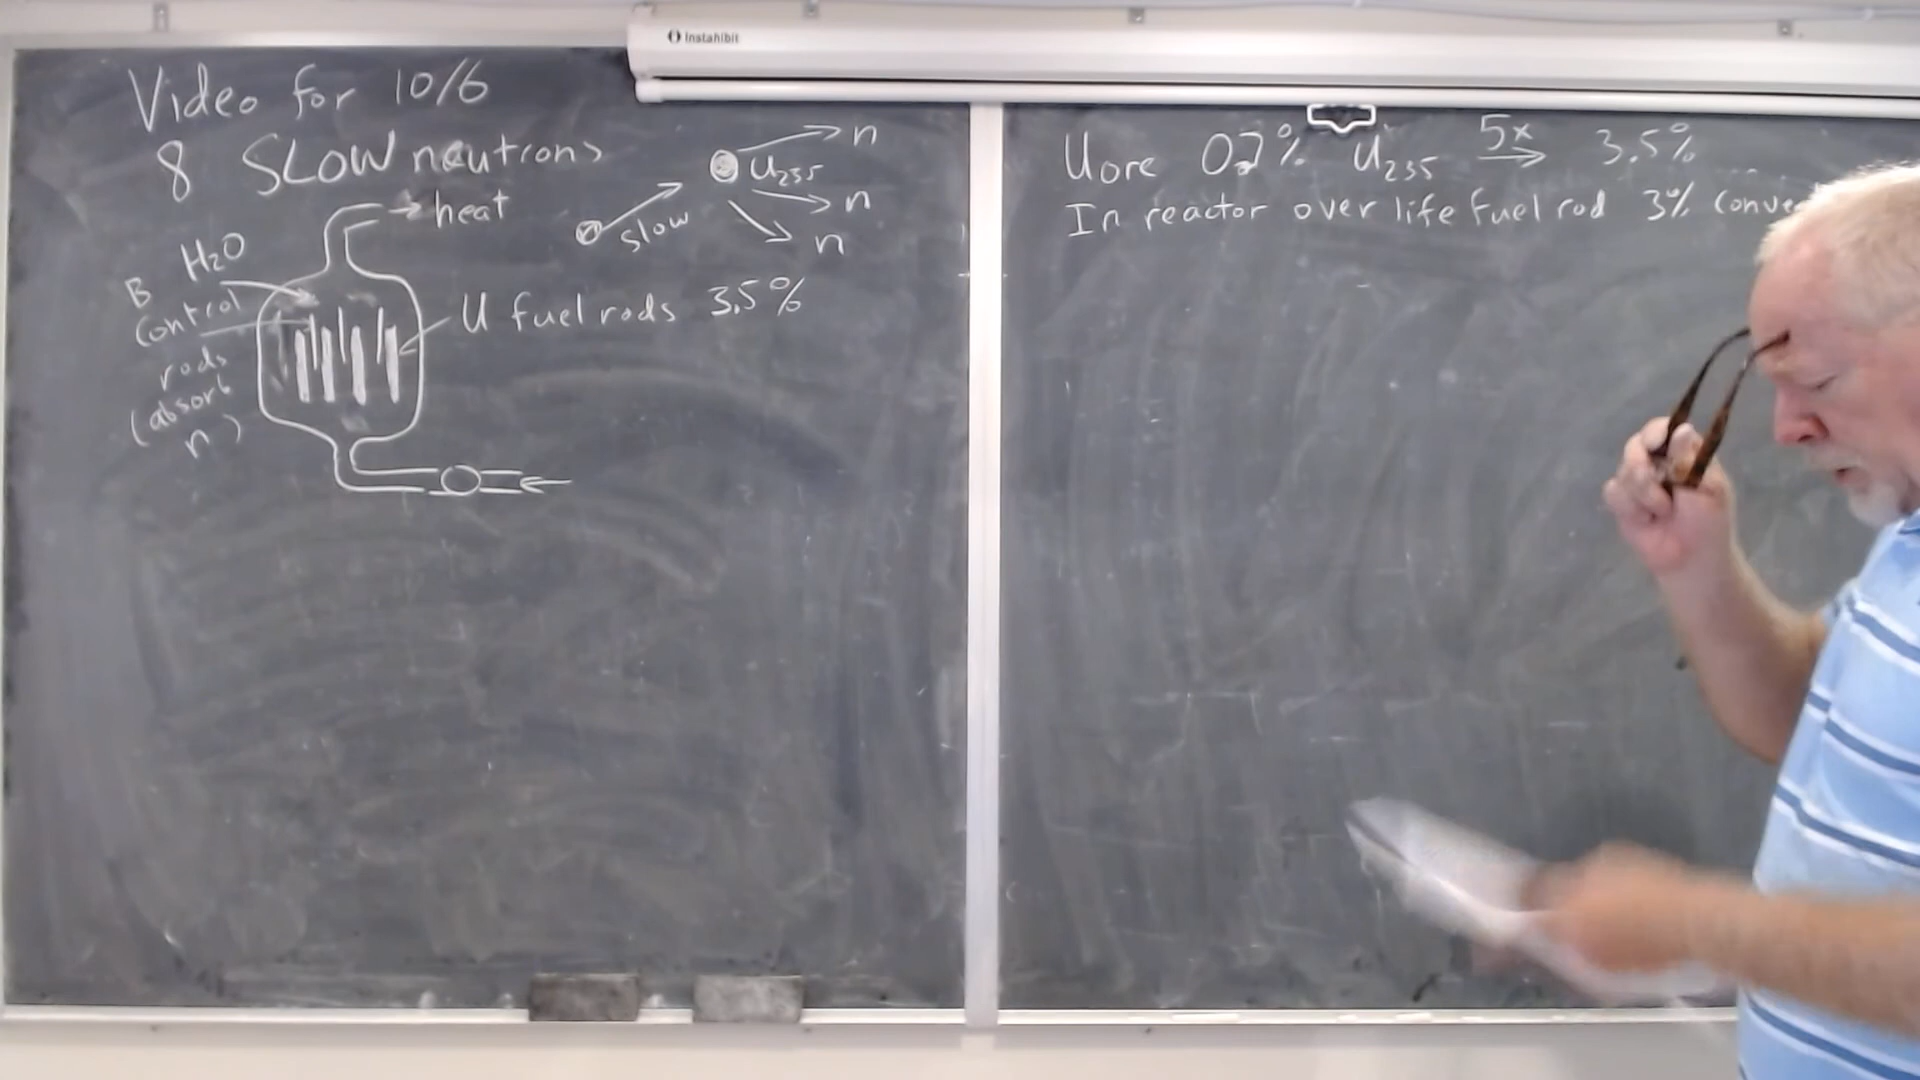 Instahibit
Video for 10/6
8 SLOW neutrons
n
U235
n
n
slow
heat
H2O
B
Control
rods
(absorb
n)
U fuel rods 3.5%
U ore 0.7% U235 5x → 3.5%
In reactor over life fuel rod 3%